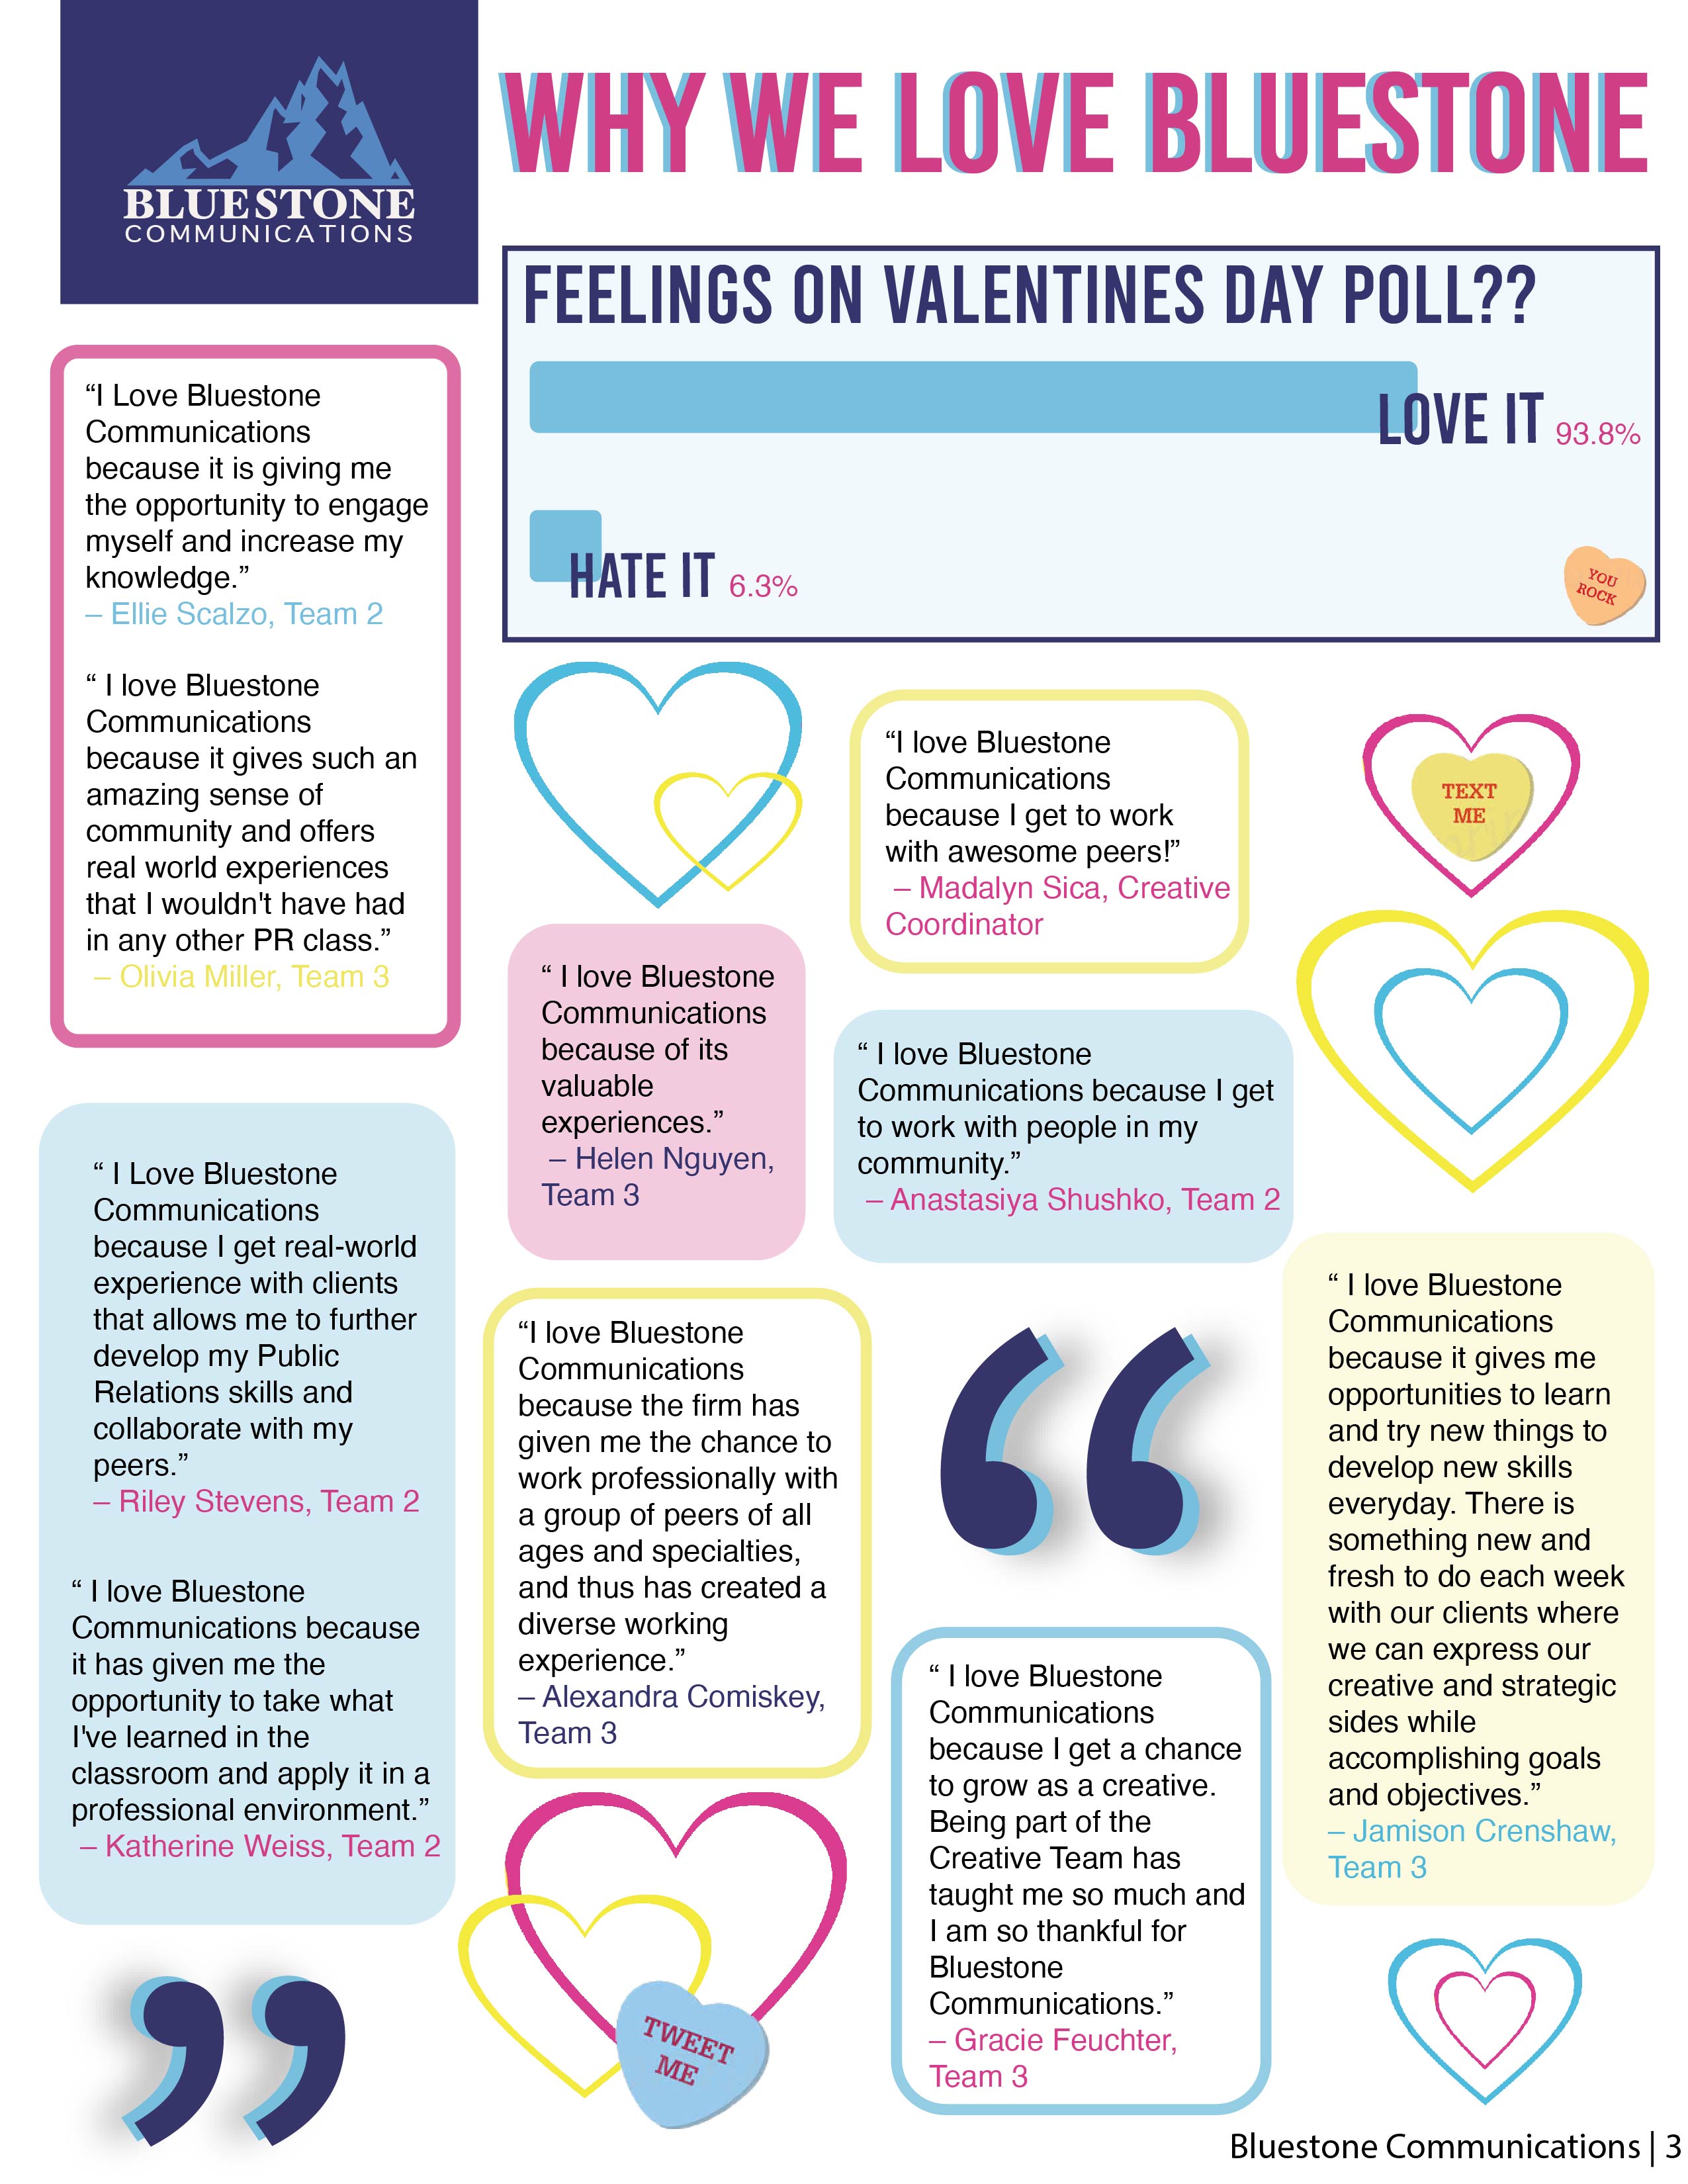 BLUESTONE
COMMUNICATIONS
WHY WE LOVE BLUESTONE
FEELINGS ON VALENTINES DAY POLL??
LOVE IT 93.8%
HATE IT 6.3%
YOU
ROCK
“I Love Bluestone
Communications
because it is giving me
the opportunity to engage
myself and increase my
knowledge.”
– Ellie Scalzo, Team 2
“ I love Bluestone
Communications
because it gives such an
amazing sense of
community and offers
real world experiences
that I wouldn't have had
in any other PR class.”
– Olivia Miller, Team 3
“I love Bluestone
Communications
because I get to work
with awesome peers!”
– Madalyn Sica, Creative
Coordinator
TEXT
ME
“ I love Bluestone
Communications
because of its
valuable
experiences.”
– Helen Nguyen,
Team 3
“ I love Bluestone
Communications because I get
to work with people in my
community.”
– Anastasiya Shushko, Team 2
“ I Love Bluestone
Communications
because I get real-world
experience with clients
that allows me to further
develop my Public
Relations skills and
collaborate with my
peers.”
– Riley Stevens, Team 2
“ I love Bluestone
Communications because
it has given me the
opportunity to take what
I've learned in the
classroom and apply it in a
professional environment.”
– Katherine Weiss, Team 2
“I love Bluestone
Communications
because the firm has
given me the chance to
work professionally with
a group of peers of all
ages and specialties,
and thus has created a
diverse working
experience.”
– Alexandra Comiskey,
Team 3
“
“ I love Bluestone
Communications
because I get a chance
to grow as a creative.
Being part of the
Creative Team has
taught me so much and
I am so thankful for
Bluestone
Communications.”
– Gracie Feuchter,
Team 3
“ I love Bluestone
Communications
because it gives me
opportunities to learn
and try new things to
develop new skills
everyday. There is
something new and
fresh to do each week
with our clients where
we can express our
creative and strategic
sides while
accomplishing goals
and objectives.”
– Jamison Crenshaw,
Team 3
”
TWEET
ME
Bluestone Communications | 3